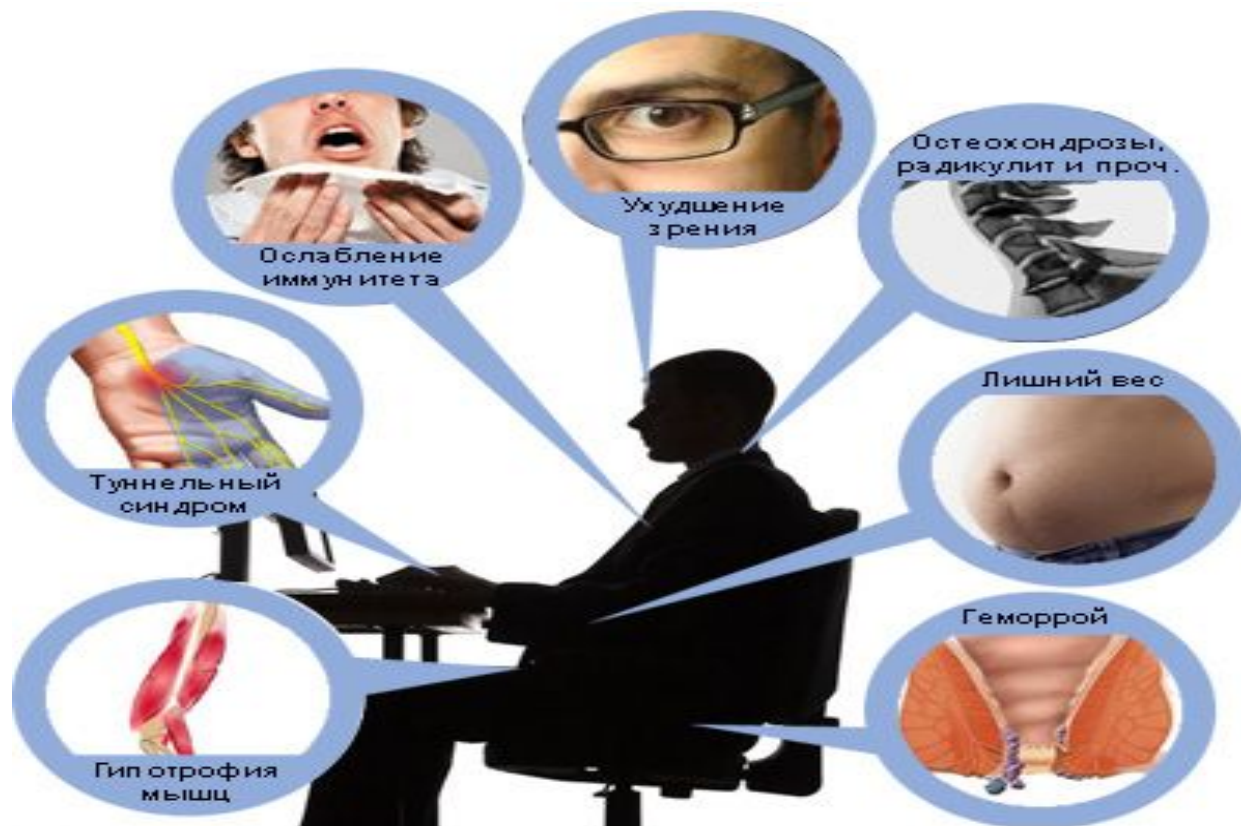 Ухудшение
зрения
Остеохондрозы,
радикулит и проч.
Ослабление
иммунитета
Лишний вес
Туннельный
синдром
Геморрой
Гипотрофия
мышц